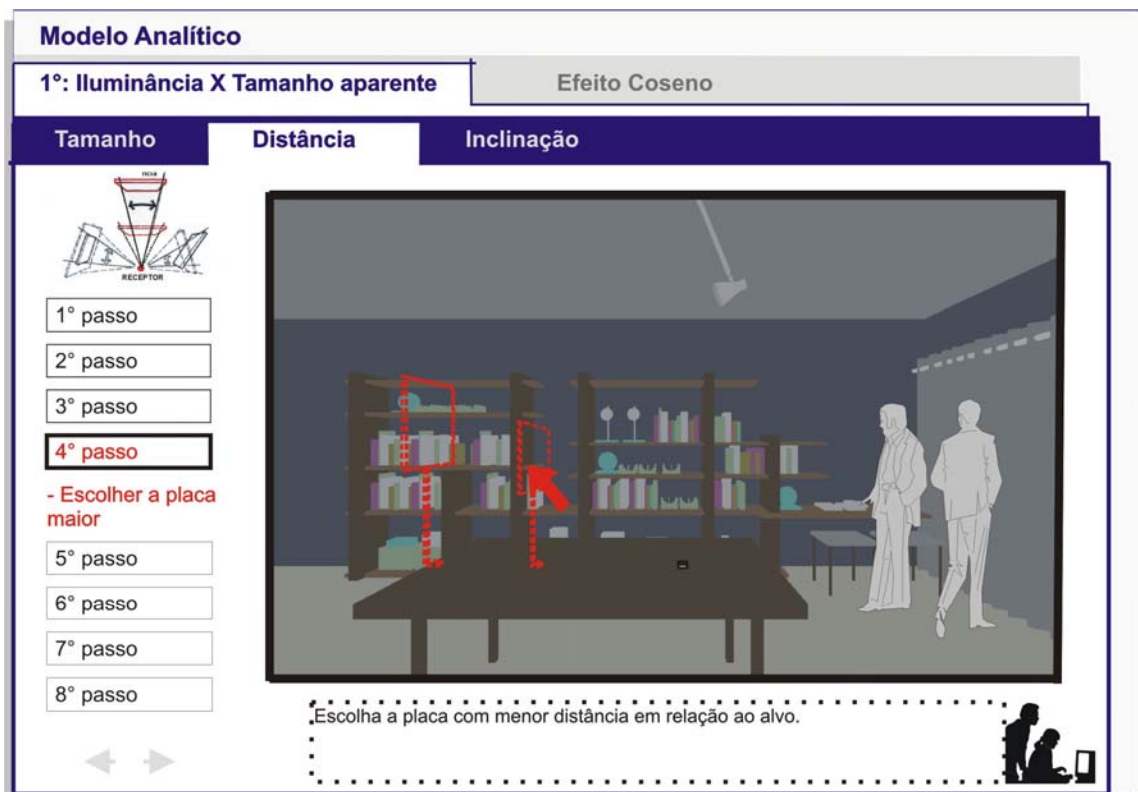 Modelo Analítico
1°: Iluminância X Tamanho aparente
Efeito Coseno
Tamanho
Distância
Inclinação
RECEPTOR
1° passo
2° passo
3° passo
4° passo
- Escolher a placa
maior
5° passo
6° passo
7° passo
8° passo
Escolha a placa com menor distância em relação ao alvo.